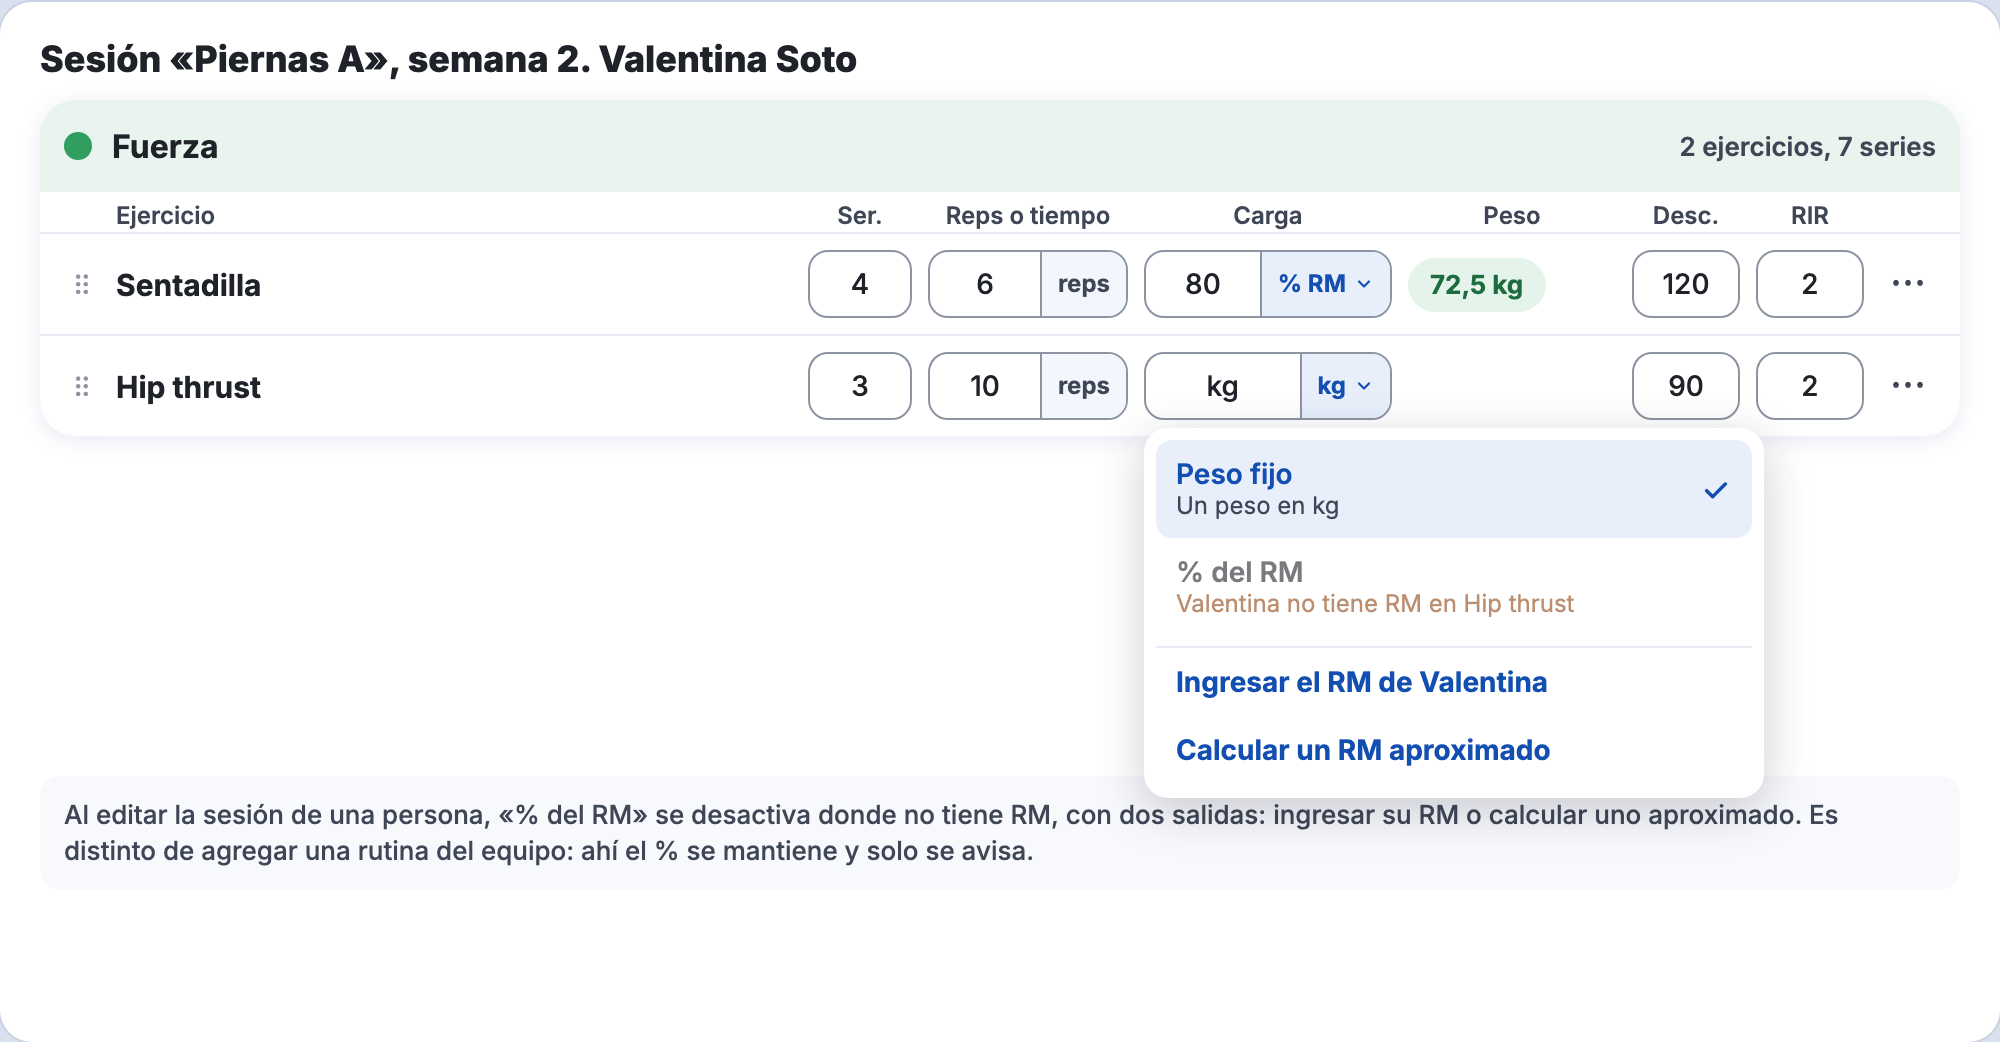 Sesión «Piernas A», semana 2. Valentina Soto
Fuerza
2 ejercicios, 7 series
Ejercicio Ser. Reps o tiempo Carga Peso Desc. RIR
Sentadilla 4 6 reps 80 % RM 72,5 kg 120 2
Hip thrust 3 10 reps kg kg 90 2
Peso fijo
Un peso en kg
% del RM
Valentina no tiene RM en Hip thrust
Ingresar el RM de Valentina
Calcular un RM aproximado
Al editar la sesión de una persona, «% del RM» se desactiva donde no tiene RM, con dos salidas: ingresar su RM o calcular uno aproximado. Es
distinto de agregar una rutina del equipo: ahí el % se mantiene y solo se avisa.